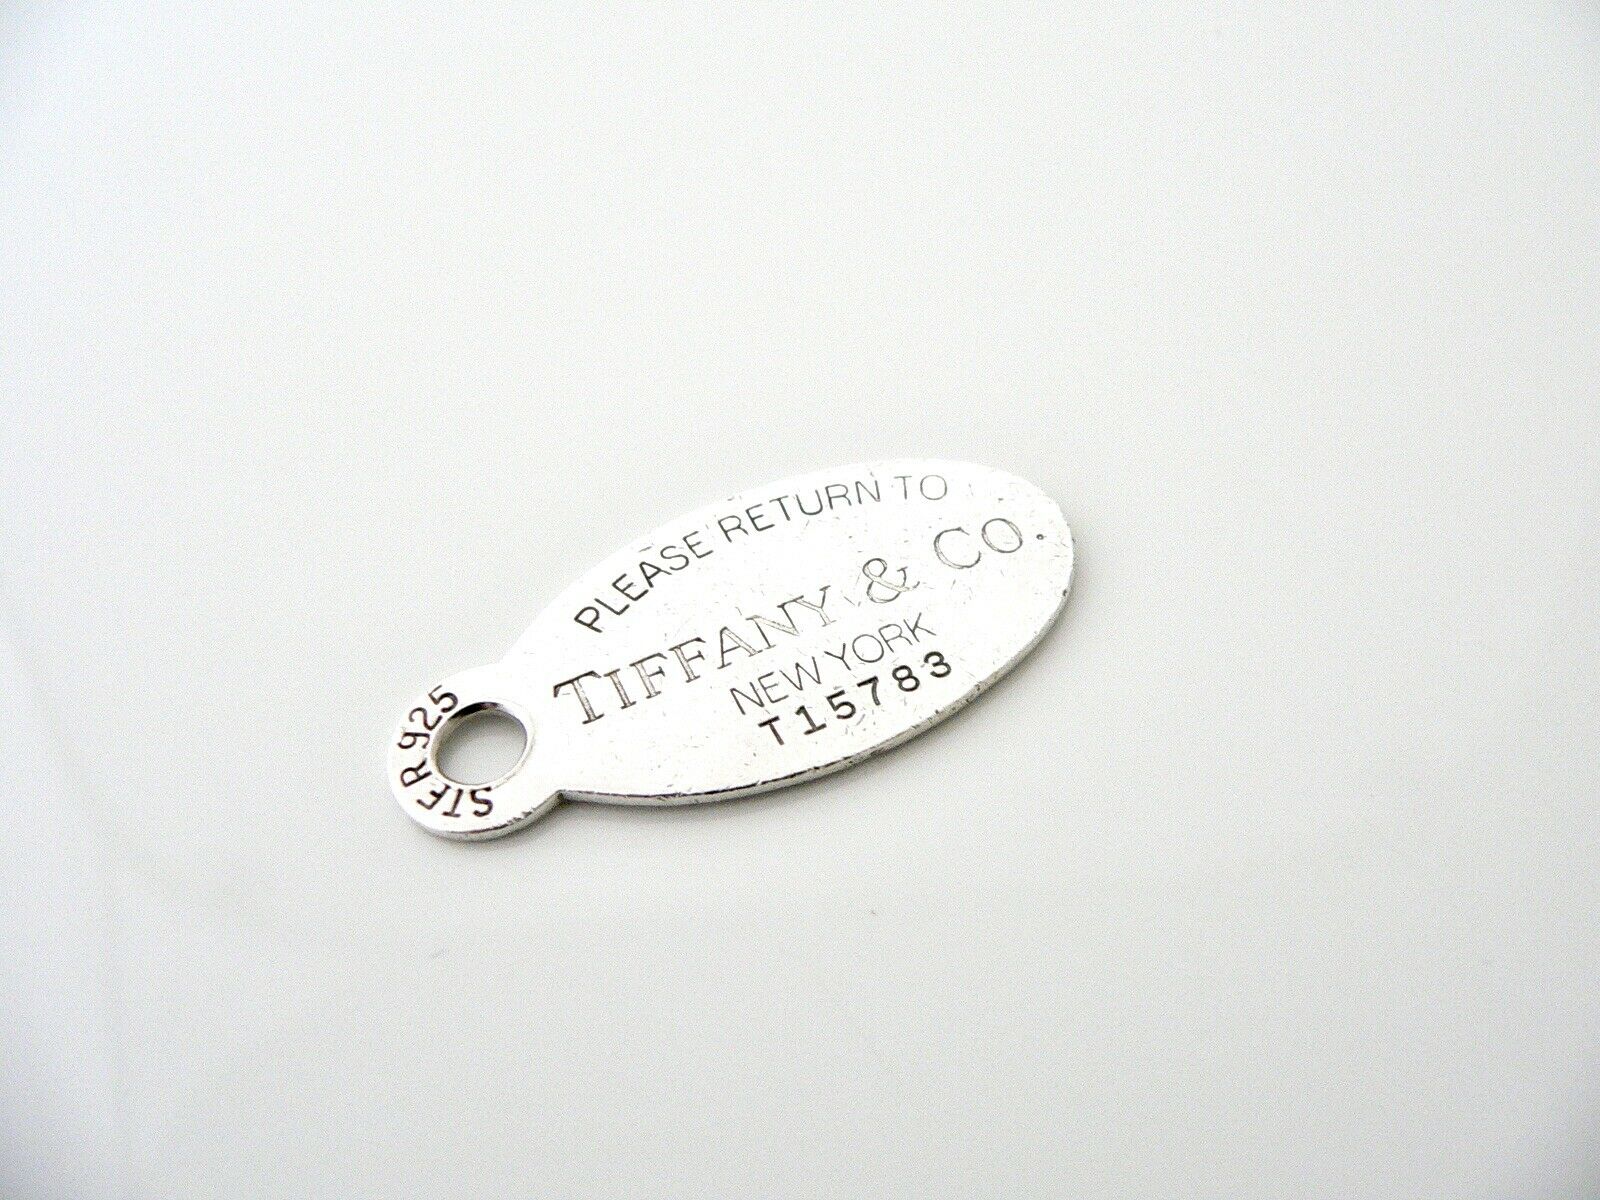 PLEASE RETURN TO
TIFFANY & CO.
NEW YORK
T15783
STER 925